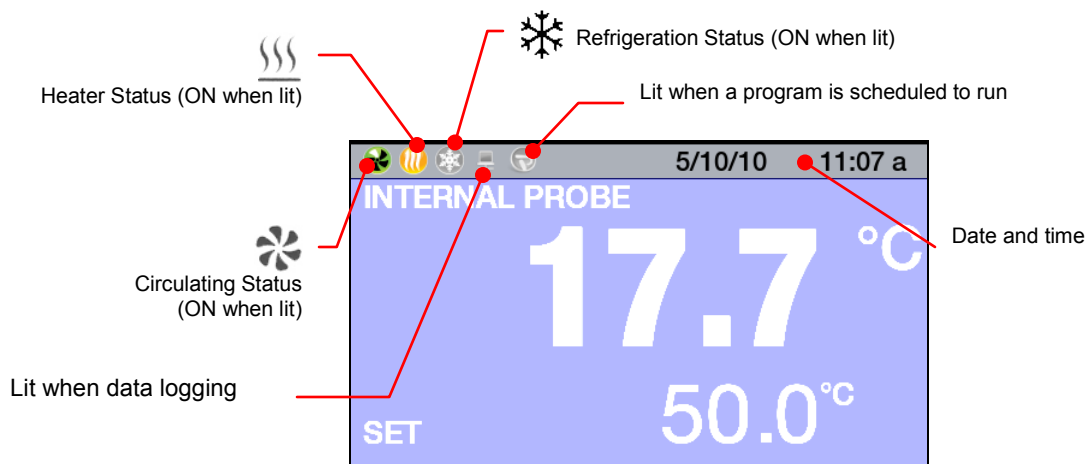 Refrigeration Status (ON when lit)
Heater Status (ON when lit)
Lit when a program is scheduled to run
5/10/10 11:07 a
INTERNAL PROBE
17.7 °C
Date and time
Circulating Status
(ON when lit)
Lit when data logging
50.0°C
SET